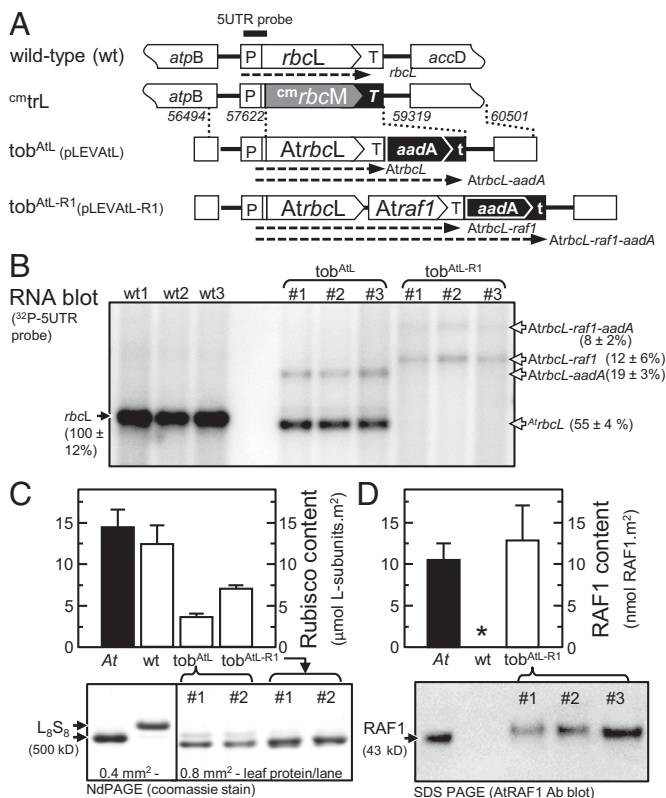 A
5UTR probe
wild-type (wt)
atpB
P
rbcL
T
accD
rbcL
cmtrL
atpB
P
cmrbcM
T
56494
57622
59319
60501
tobAtL (pLEVAtL)
P
AtrbcL
T
aadA
t
AtrbcL
AtrbcL-aadA
tobAtL-R1(pLEVAtL-R1)
P
AtrbcL
Atraf1
T
aadA
t
AtrbcL-raf1
AtrbcL-raf1-aadA
B
RNA blot
(32P-5UTR
probe)
wt1 wt2 wt3
tobAtL
#1 #2 #3
tobAtL-R1
#1 #2 #3
rbcL
(100 ±
12%)
AtrbcL-raf1-aadA
(8 ± 2%)
AtrbcL-raf1 (12 ± 6%)
AtrbcL-aadA (19 ± 3%)
AtrbcL (55 ± 4 %)
C
15
10
5
0
15
10
5
0
Rubisco content
(µmol L-subunits.m2)
At
wt
tobAtL
tobAtL-R1
#1 #2 #1 #2
L8S8
(500 kD)
0.4 mm2 -
0.8 mm2 - leaf protein/lane
NdPAGE (coomassie stain)
D
15
10
5
0
15
10
5
0
RAF1 content
(nmol RAF1.m2)
*
At
wt
tobAtL-R1
#1 #2 #3
RAF1
(43 kD)
SDS PAGE (AtRAF1 Ab blot)